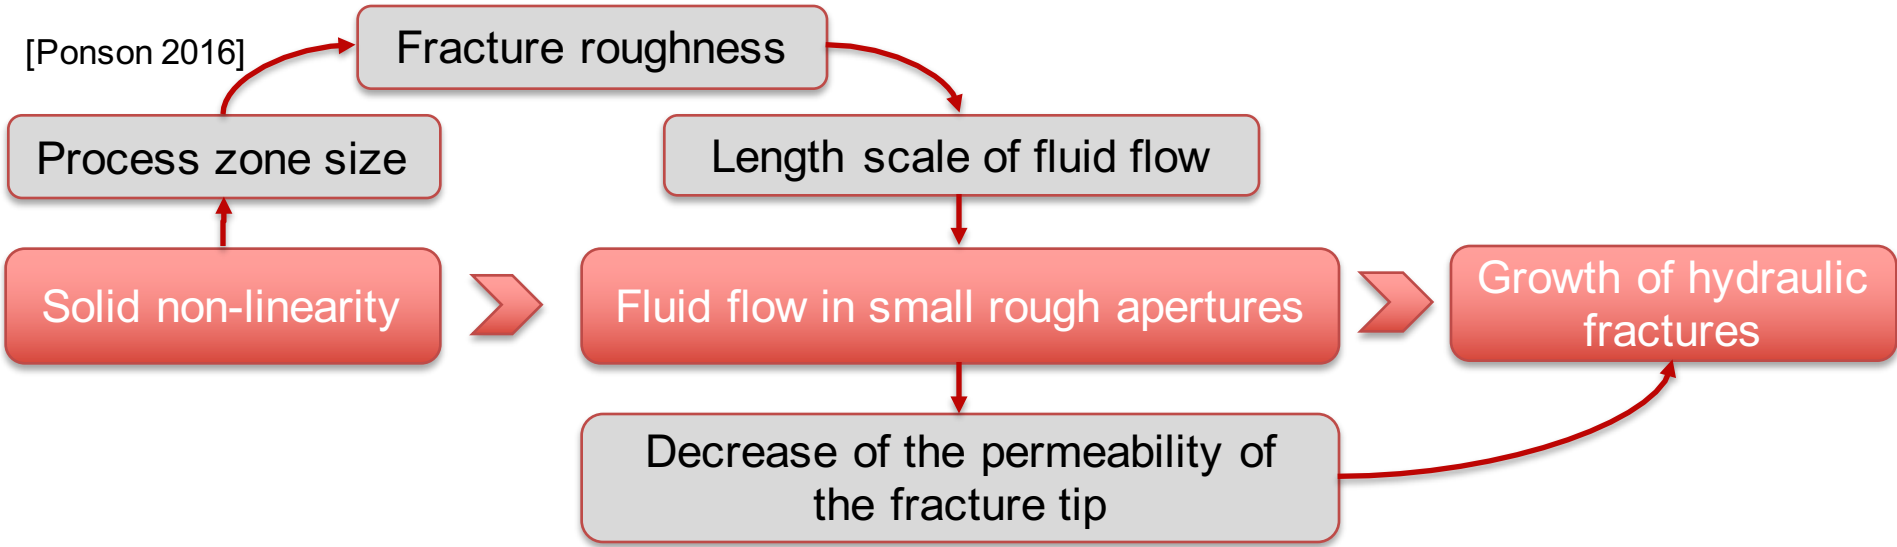 [Ponson 2016]
Fracture roughness
Process zone size
Length scale of fluid flow
Solid non-linearity
Fluid flow in small rough apertures
Growth of hydraulic
fractures
Decrease of the permeability of
the fracture tip